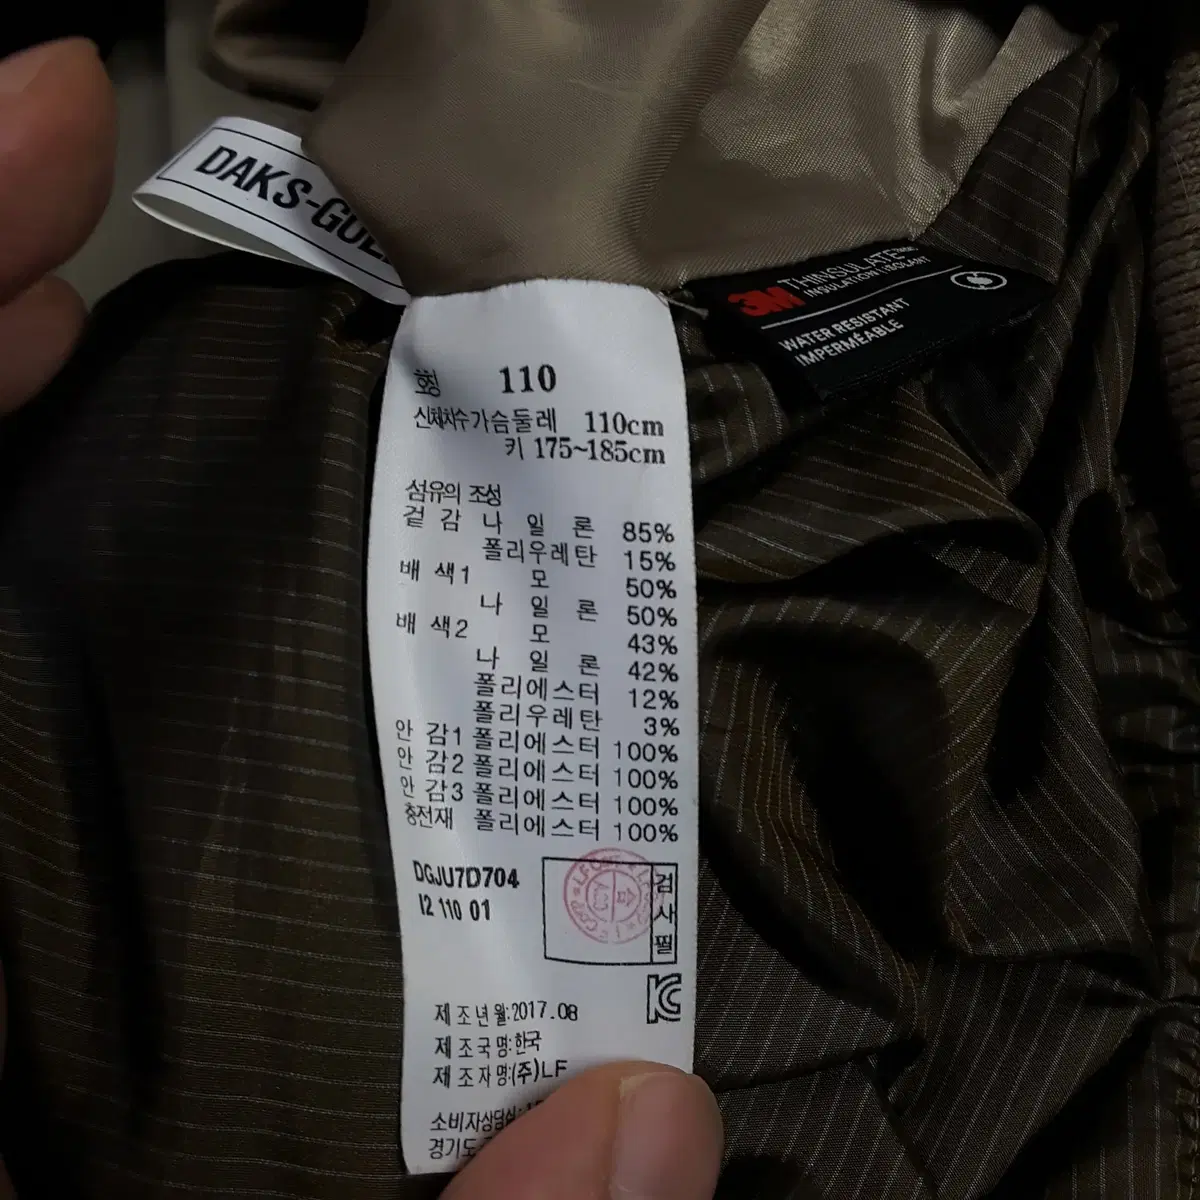 DAKS-GOL
3M THINSULATE
INSULATION | ISOLANT
WATER RESISTANT
IMPERMÉABLE
호칭 110
신체치수 가슴둘레 110cm
키 175~185cm
섬유의 조성
겉 감 나 일 론 85%
폴리우레탄 15%
배 색1 모 50%
나 일 론 50%
배 색2 모 43%
나 일 론 42%
폴리에스터 12%
폴리우레탄 3%
안 감1 폴리에스터 100%
안 감2 폴리에스터 100%
안 감3 폴리에스터 100%
충전재 폴리에스터 100%
DGJU7D704
I2 110 01
검사필
KC
제조년월:2017.08
제조국명:한국
제조자명:(주)LF
소비자상담실:
경기도